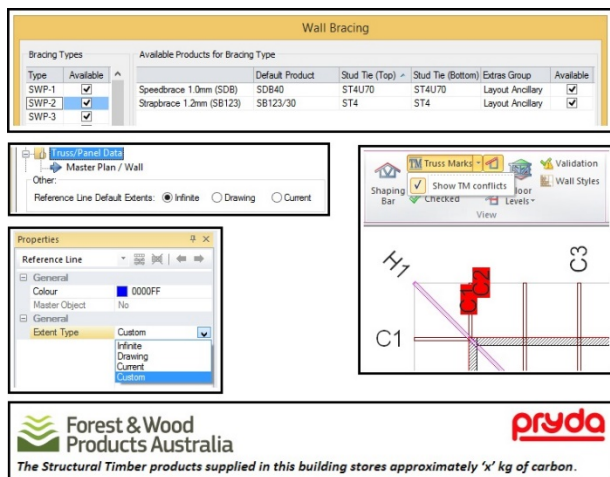 Wall Bracing
Bracing Types
Available Products for Bracing Type
Type Available
Default Product Stud Tie (Top) Stud Tie (Bottom) Extras Group Available
SWP-1 Speedbrace 1.0mm (SDB) SDB40 ST4U70 ST4U70 Layout Ancillary
SWP-2 Strapbrace 1.2mm (SB123) SB123/30 ST4 ST4 Layout Ancillary
SWP-3
Truss/Panel Data
Master Plan / Wall
Other:
Reference Line Default Extents: Infinite Drawing Current
Properties
Reference Line
General
Colour 0000FF
Master Object No
General
Extent Type Custom
Infinite
Drawing
Current
Custom
TM Truss Marks
Show TM conflicts
Shaping Bar
Checked
Levels
Validation
Wall Styles
View
H1
C1
C2
C3
C1
Forest & Wood
Products Australia
pryda
The Structural Timber products supplied in this building stores approximately 'x' kg of carbon.